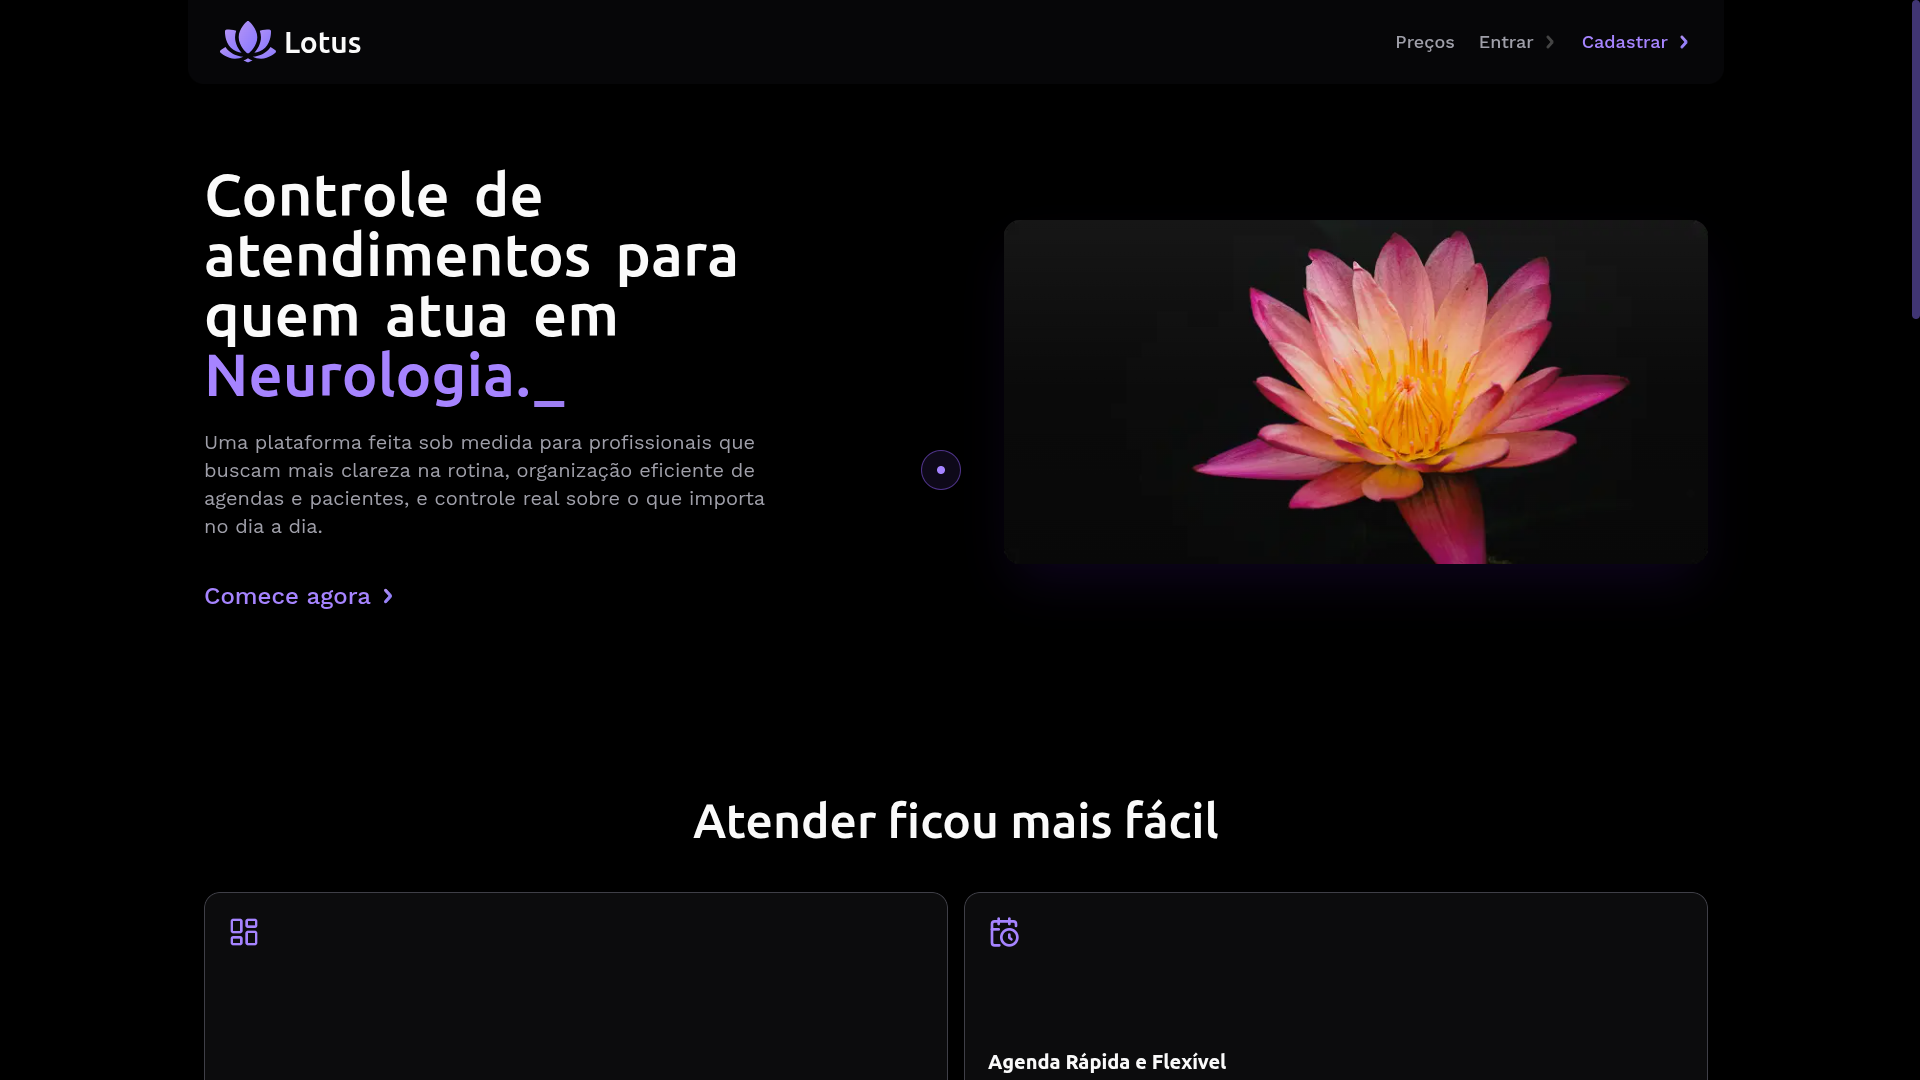 Lotus
Preços
Entrar
Cadastrar
Controle de
atendimentos para
quem atua em
Neurologia._
Uma plataforma feita sob medida para profissionais que
buscam mais clareza na rotina, organização eficiente de
agendas e pacientes, e controle real sobre o que importa
no dia a dia.
Comece agora
Atender ficou mais fácil
Agenda Rápida e Flexível